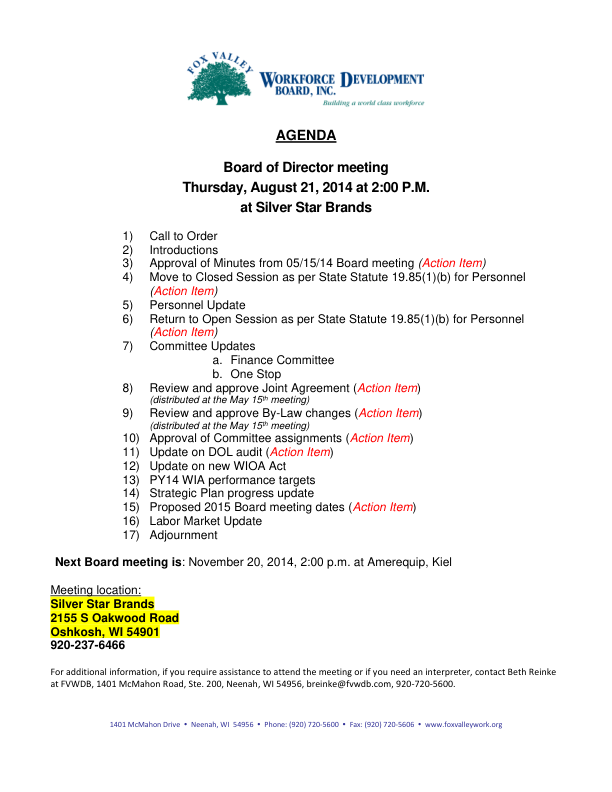 FOX VALLEY
WORKFORCE DEVELOPMENT
BOARD, INC.
Building a world class workforce
AGENDA
Board of Director meeting
Thursday, August 21, 2014 at 2:00 P.M.
at Silver Star Brands
1) Call to Order
2) Introductions
3) Approval of Minutes from 05/15/14 Board meeting (Action Item)
4) Move to Closed Session as per State Statute 19.85(1)(b) for Personnel
(Action Item)
5) Personnel Update
6) Return to Open Session as per State Statute 19.85(1)(b) for Personnel
(Action Item)
7) Committee Updates
a. Finance Committee
b. One Stop
8) Review and approve Joint Agreement (Action Item)
(distributed at the May 15th meeting)
9) Review and approve By-Law changes (Action Item)
(distributed at the May 15th meeting)
10) Approval of Committee assignments (Action Item)
11) Update on DOL audit (Action Item)
12) Update on new WIOA Act
13) PY14 WIA performance targets
14) Strategic Plan progress update
15) Proposed 2015 Board meeting dates (Action Item)
16) Labor Market Update
17) Adjournment
Next Board meeting is: November 20, 2014, 2:00 p.m. at Amerequip, Kiel
Meeting location:
Silver Star Brands
2155 S Oakwood Road
Oshkosh, WI 54901
920-237-6466
For additional information, if you require assistance to attend the meeting or if you need an interpreter, contact Beth Reinke
at FVWDB, 1401 McMahon Road, Ste. 200, Neenah, WI 54956, breinke@fvwdb.com, 920-720-5600.
1401 McMahon Drive • Neenah, WI 54956 • Phone: (920) 720-5600 • Fax: (920) 720-5606 • www.foxvalleywork.org